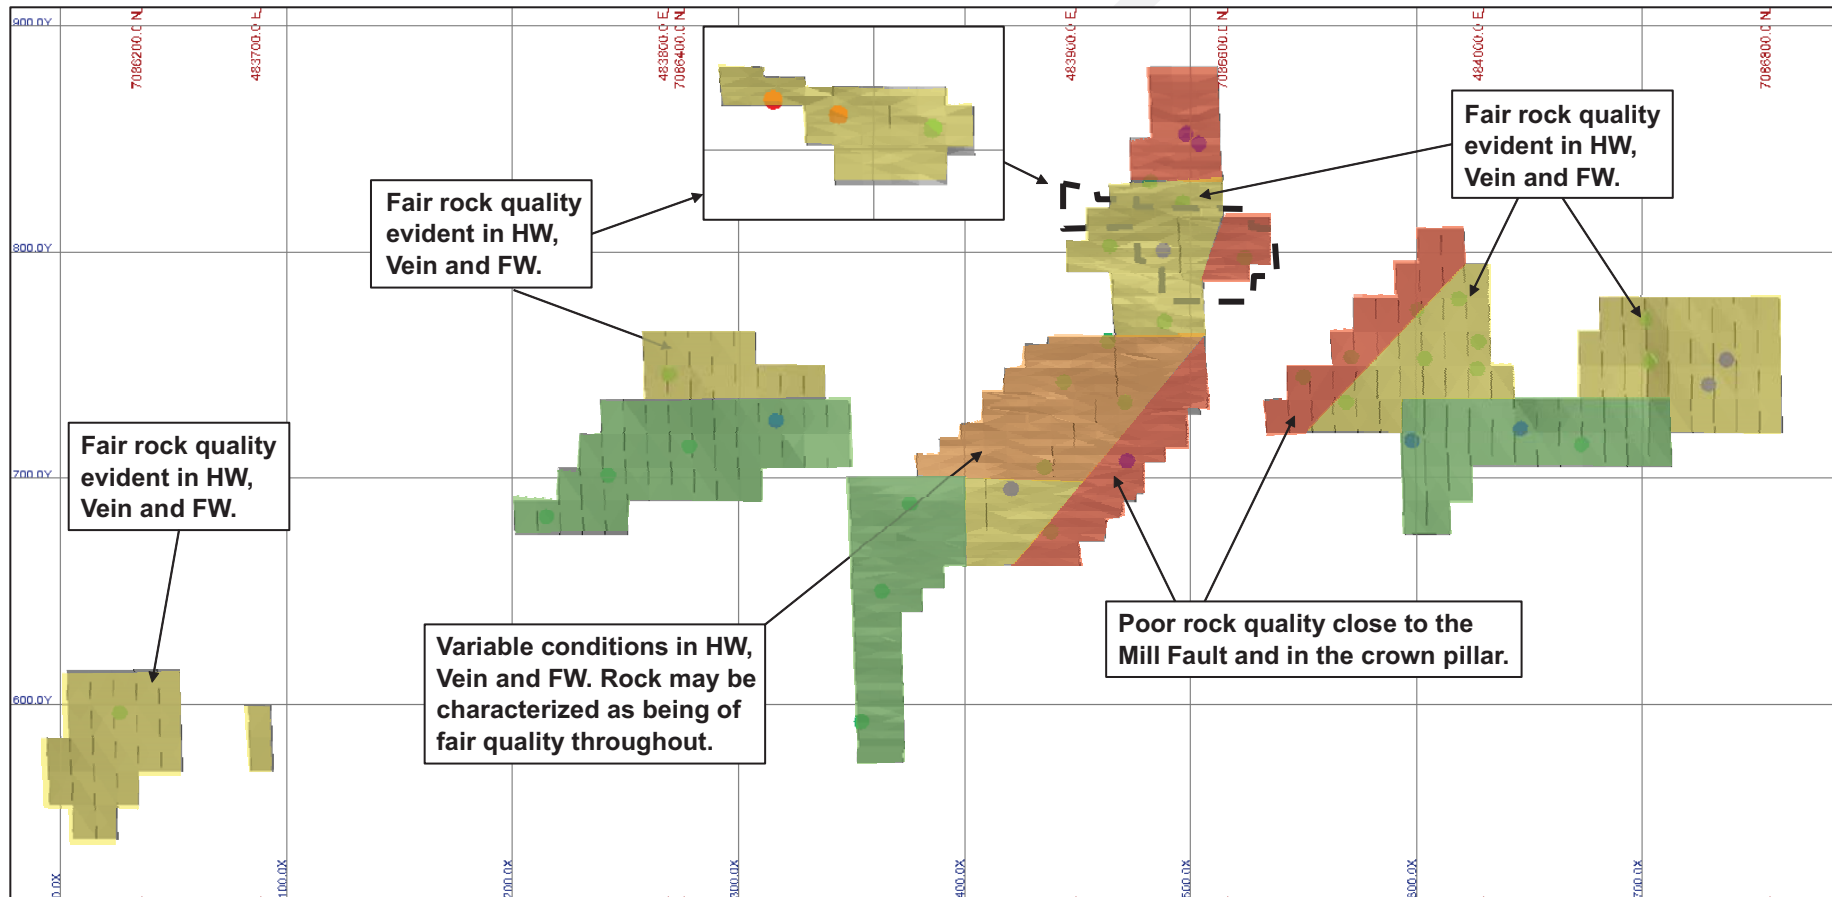 900.0Y
7086200.0 N
483700.0 E
483800.0 E
7086400.0 N
483900.0 E
7086600.0 N
484000.0 E
7086800.0 N
Fair rock quality
evident in HW,
Vein and FW.
Fair rock quality
evident in HW,
Vein and FW.
800.0Y
Fair rock quality
evident in HW,
Vein and FW.
700.0Y
Poor rock quality close to the
Mill Fault and in the crown pillar.
Variable conditions in HW,
Vein and FW. Rock may be
characterized as being of
fair quality throughout.
600.0Y
0.0X
100.0X
200.0X
300.0X
400.0X
500.0X
600.0X
700.0X